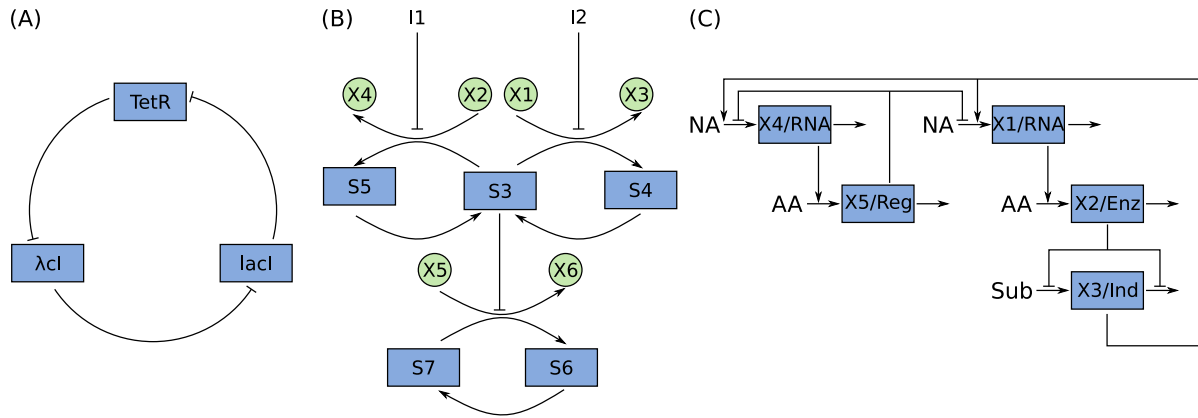 (A)
TetR
λcI
lacI
(B)
I1
I2
X4
X2
X1
X3
S5
S3
S4
X5
X6
S7
S6
(C)
NA
X4/RNA
NA
X1/RNA
AA
X5/Reg
AA
X2/Enz
Sub
X3/Ind